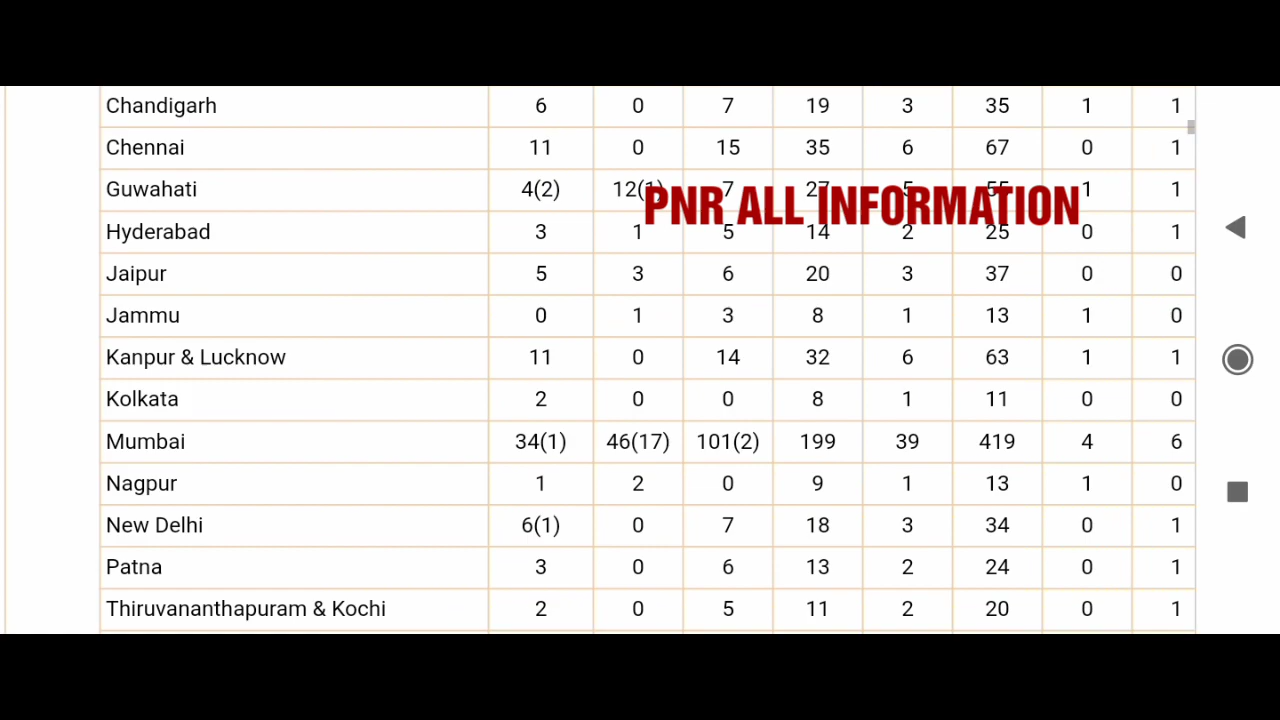 Chandigarh 6 0 7 19 3 35 1 1
Chennai 11 0 15 35 6 67 0 1
Guwahati 4(2) 12(1) 7 27 5 55 1 1
PNR ALL INFORMATION
Hyderabad 3 1 5 14 2 25 0 1
Jaipur 5 3 6 20 3 37 0 0
Jammu 0 1 3 8 1 13 1 0
Kanpur & Lucknow 11 0 14 32 6 63 1 1
Kolkata 2 0 0 8 1 11 0 0
Mumbai 34(1) 46(17) 101(2) 199 39 419 4 6
Nagpur 1 2 0 9 1 13 1 0
New Delhi 6(1) 0 7 18 3 34 0 1
Patna 3 0 6 13 2 24 0 1
Thiruvananthapuram & Kochi 2 0 5 11 2 20 0 1